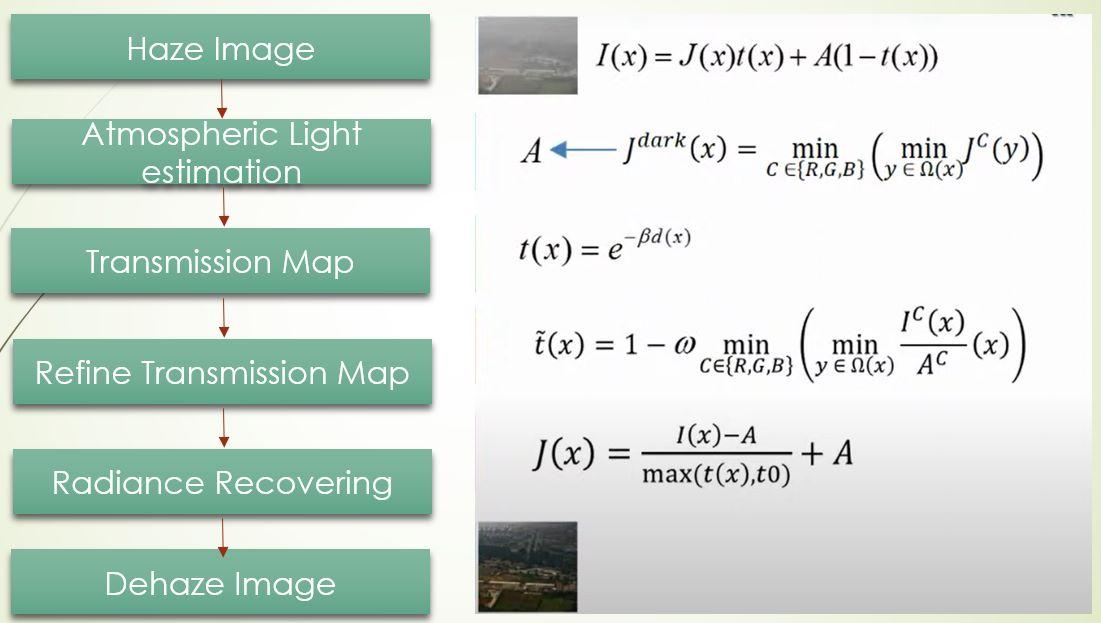 Haze Image
Atmospheric Light
estimation
Transmission Map
Refine Transmission Map
Radiance Recovering
Dehaze Image
I(x) = J(x)t(x) + A(1 − t(x))
A ← J^dark(x) = min_{C ∈{R,G,B}} (min_{y ∈ Ω(x)} J^C(y))
t(x) = e^{−βd(x)}
t̃(x) = 1 − ω min_{C∈{R,G,B}} (min_{y ∈ Ω(x)} I^C(x)/A^C (x))
J(x) = I(x)−A / max(t(x),t0) + A